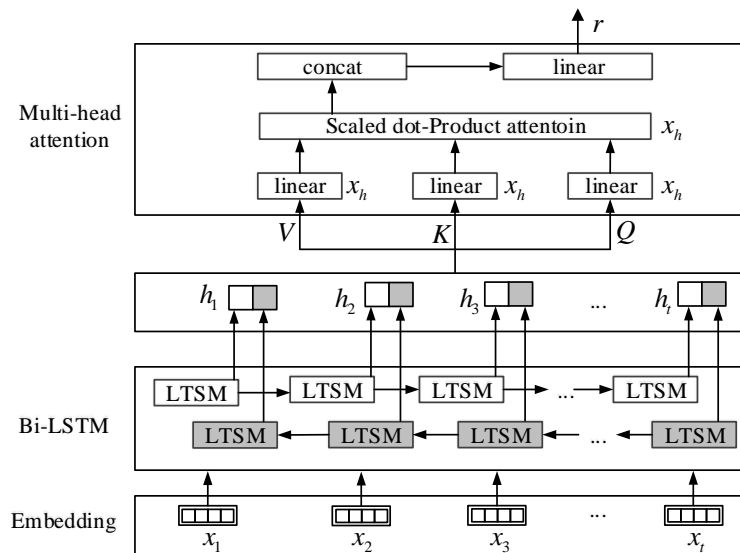 r
concat
linear
Multi-head
attention
Scaled dot-Product attentoin
x_h
linear
x_h
linear
x_h
linear
x_h
V
K
Q
h_1
h_2
h_3
...
h_t
LTSM
LTSM
LTSM
...
LTSM
Bi-LSTM
LTSM
LTSM
LTSM
...
LTSM
Embedding
...
x_1
x_2
x_3
x_t